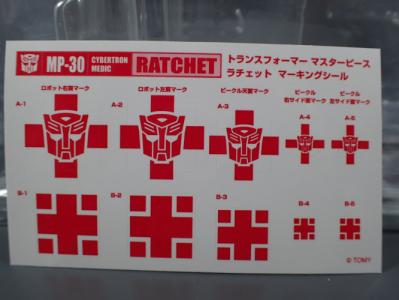 MP-30 CYBERTRON MEDIC RATCHET
トランスフォーマー マスターピース
ラチェット マーキングシール
ロボット右肩マーク
ロボット左肩マーク
ビークル天面マーク
ビークル
右サイド面マーク
ビークル
左サイド面マーク
A-1
A-2
A-3
A-4
A-5
B-1
B-2
B-3
B-4
B-5
© TOMY